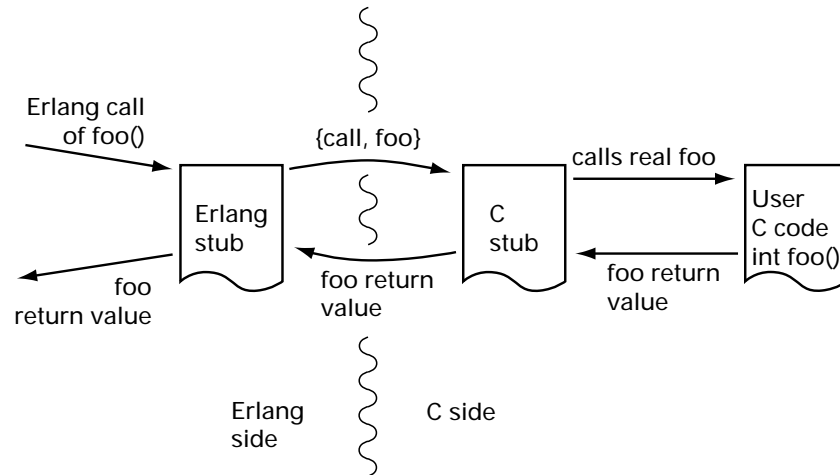 Erlang call
of foo()
{call, foo}
calls real foo
Erlang
stub
C
stub
User
C code
int foo()
foo
return value
foo return
value
foo return
value
Erlang
side
C side